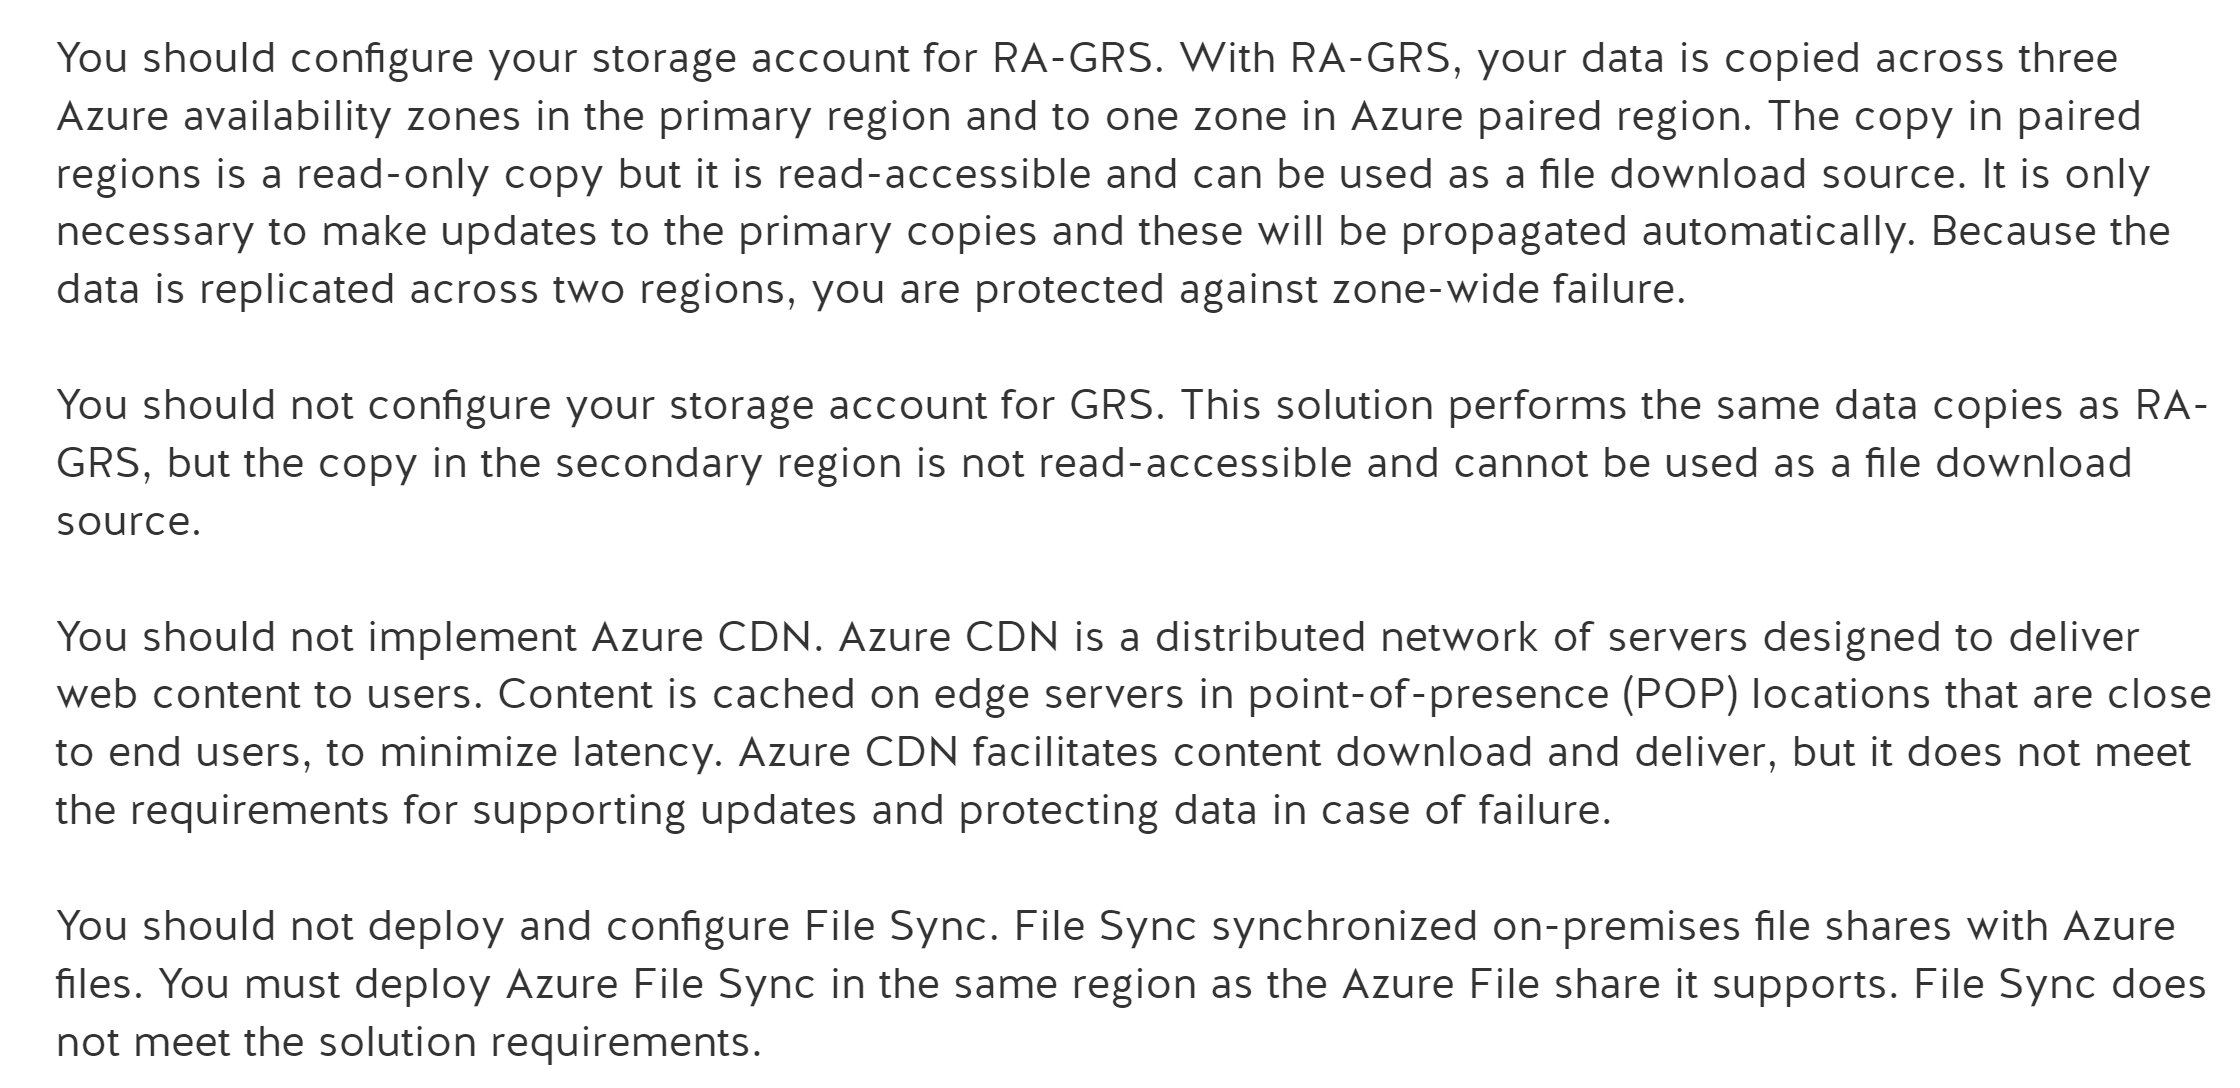 You should configure your storage account for RA-GRS. With RA-GRS, your data is copied across three
Azure availability zones in the primary region and to one zone in Azure paired region. The copy in paired
regions is a read-only copy but it is read-accessible and can be used as a file download source. It is only
necessary to make updates to the primary copies and these will be propagated automatically. Because the
data is replicated across two regions, you are protected against zone-wide failure.
You should not configure your storage account for GRS. This solution performs the same data copies as RA-
GRS, but the copy in the secondary region is not read-accessible and cannot be used as a file download
source.
You should not implement Azure CDN. Azure CDN is a distributed network of servers designed to deliver
web content to users. Content is cached on edge servers in point-of-presence (POP) locations that are close
to end users, to minimize latency. Azure CDN facilitates content download and deliver, but it does not meet
the requirements for supporting updates and protecting data in case of failure.
You should not deploy and configure File Sync. File Sync synchronized on-premises file shares with Azure
files. You must deploy Azure File Sync in the same region as the Azure File share it supports. File Sync does
not meet the solution requirements.